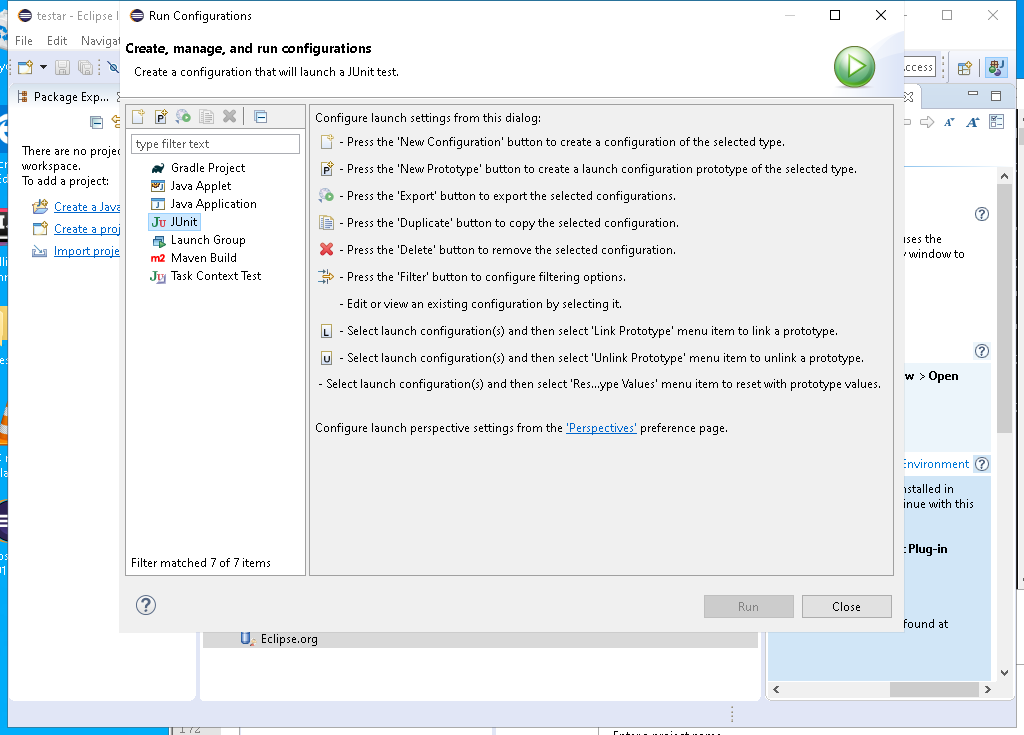 testar - Eclipse I
Run Configurations
File Edit Navigat
Create, manage, and run configurations
Create a configuration that will launch a JUnit test.
ccess
Package Exp...
type filter text
Configure launch settings from this dialog:
- Press the 'New Configuration' button to create a configuration of the selected type.
There are no projec
workspace.
To add a project:
Create a Java
Create a proj
Import proje
Gradle Project
Java Applet
Java Application
JUnit
Launch Group
Maven Build
Task Context Test
- Press the 'New Prototype' button to create a launch configuration prototype of the selected type.
- Press the 'Export' button to export the selected configurations.
- Press the 'Duplicate' button to copy the selected configuration.
- Press the 'Delete' button to remove the selected configuration.
- Press the 'Filter' button to configure filtering options.
- Edit or view an existing configuration by selecting it.
- Select launch configuration(s) and then select 'Link Prototype' menu item to link a prototype.
- Select launch configuration(s) and then select 'Unlink Prototype' menu item to unlink a prototype.
- Select launch configuration(s) and then select 'Res...ype Values' menu item to reset with prototype values.
Configure launch perspective settings from the 'Perspectives' preference page.
uses the
y window to
w > Open
Environment
nstalled in
nue with this
t Plug-in
found at
Filter matched 7 of 7 items
Run
Close
Eclipse.org
172
Enter a project name